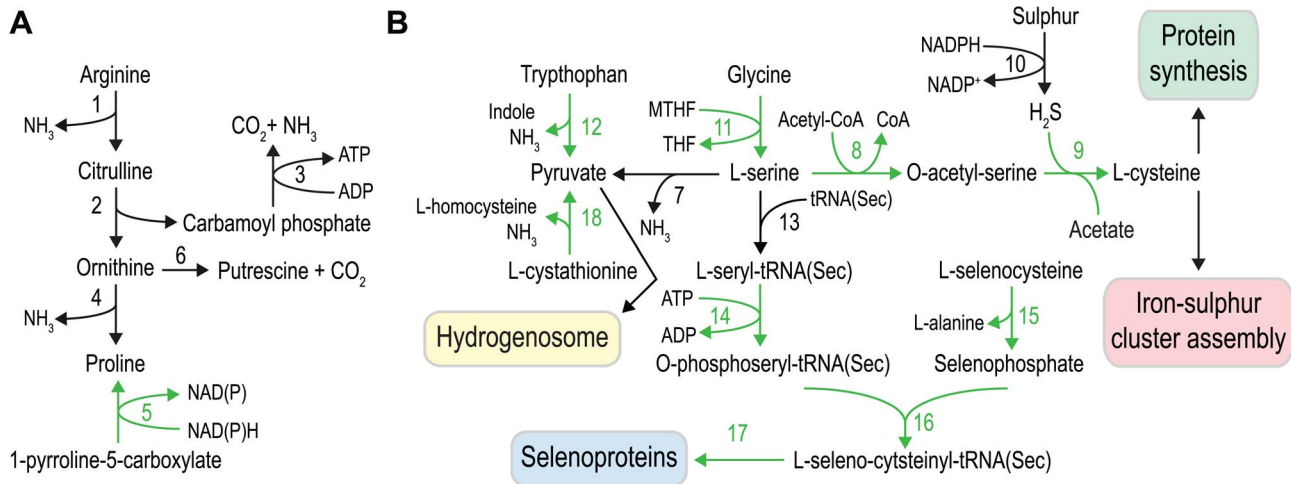 A
Arginine
1
NH3
Citrulline
CO2+ NH3
ATP
3
ADP
2
Carbamoyl phosphate
Ornithine
6
Putrescine + CO2
4
NH3
Proline
NAD(P)
5
NAD(P)H
1-pyrroline-5-carboxylate
B
Sulphur
NADPH
10
NADP+
H2S
Protein
synthesis
Trypthophan
Indole
NH3
12
Glycine
MTHF
11
THF
Acetyl-CoA
CoA
8
9
Pyruvate
L-serine
O-acetyl-serine
L-cysteine
7
NH3
13
tRNA(Sec)
Acetate
L-homocysteine
NH3
18
L-cystathionine
L-seryl-tRNA(Sec)
L-selenocysteine
Hydrogenosome
ATP
14
ADP
L-alanine
15
Iron-sulphur
cluster assembly
O-phosphoseryl-tRNA(Sec)
Selenophosphate
16
Selenoproteins
17
L-seleno-cytsteinyl-tRNA(Sec)